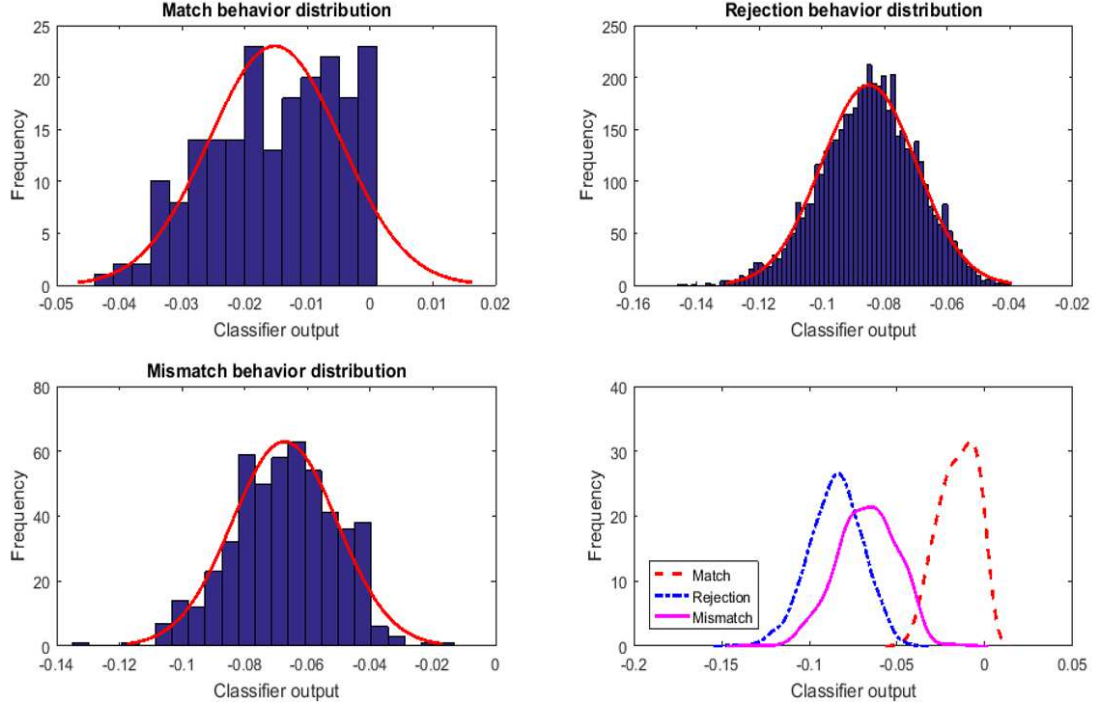 Match behavior distribution
25
20
15
10
5
0
Frequency
-0.05 -0.04 -0.03 -0.02 -0.01 0 0.01 0.02
Classifier output
Rejection behavior distribution
250
200
150
100
50
0
Frequency
-0.16 -0.14 -0.12 -0.1 -0.08 -0.06 -0.04 -0.02
Classifier output
Mismatch behavior distribution
80
60
40
20
0
Frequency
-0.14 -0.12 -0.1 -0.08 -0.06 -0.04 -0.02 0
Classifier output
40
30
20
10
0
Frequency
Match
Rejection
Mismatch
-0.2 -0.15 -0.1 -0.05 0 0.05
Classifier output